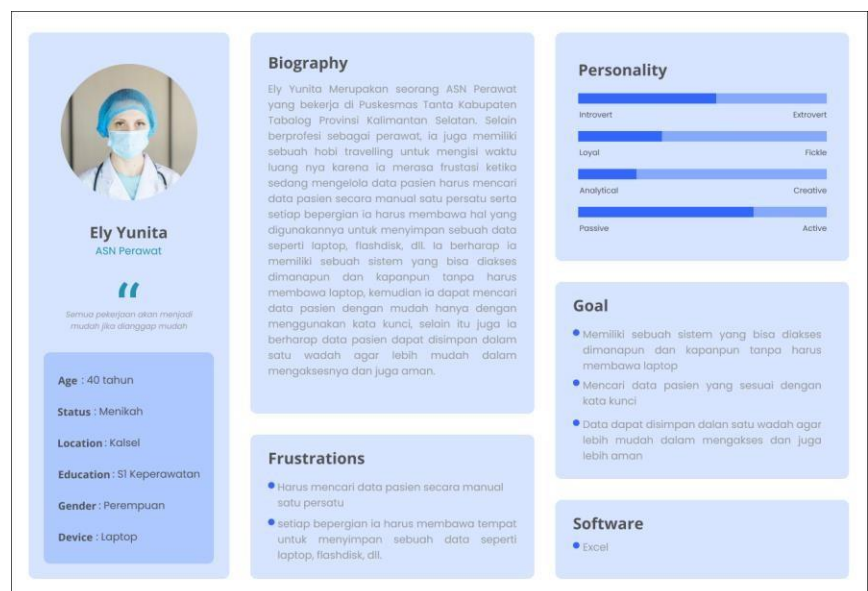 Ely Yunita
ASN Perawat
“
Semua pekerjaan akan menjadi
mudah jika dianggap mudah
Age : 40 tahun
Status : Menikah
Location : Kalsel
Education : S1 Keperawatan
Gender : Perempuan
Device : Laptop
Biography
Ely Yunita Merupakan seorang ASN Perawat
yang bekerja di Puskesmas Tanta Kabupaten
Tabalog Provinsi Kalimantan Selatan. Selain
berprofesi sebagai perawat, ia juga memiliki
sebuah hobi travelling untuk mengisi waktu
luang nya karena ia merasa frustasi ketika
sedang mengelola data pasien harus mencari
data pasien secara manual satu persatu serta
setiap bepergian ia harus membawa hal yang
digunakannya untuk menyimpan sebuah data
seperti laptop, flashdisk, dll. Ia berharap ia
memiliki sebuah sistem yang bisa diakses
dimanapun dan kapanpun tanpa harus
membawa laptop, kemudian ia dapat mencari
data pasien dengan mudah hanya dengan
menggunakan kata kunci, selain itu juga ia
berharap data pasien dapat disimpan dalam
satu wadah agar lebih mudah dalam
mengaksesnya dan juga aman.
Frustrations
Harus mencari data pasien secara manual
satu persatu
setiap bepergian ia harus membawa tempat
untuk menyimpan sebuah data seperti
laptop, flashdisk, dll.
Personality
Introvert Extrovert
Loyal Fickle
Analytical Creative
Passive Active
Goal
Memiliki sebuah sistem yang bisa diakses
dimanapun dan kapanpun tanpa harus
membawa laptop
Mencari data pasien yang sesuai dengan
kata kunci
Data dapat disimpan dalan satu wadah agar
lebih mudah dalam mengakses dan juga
lebih aman
Software
Excel